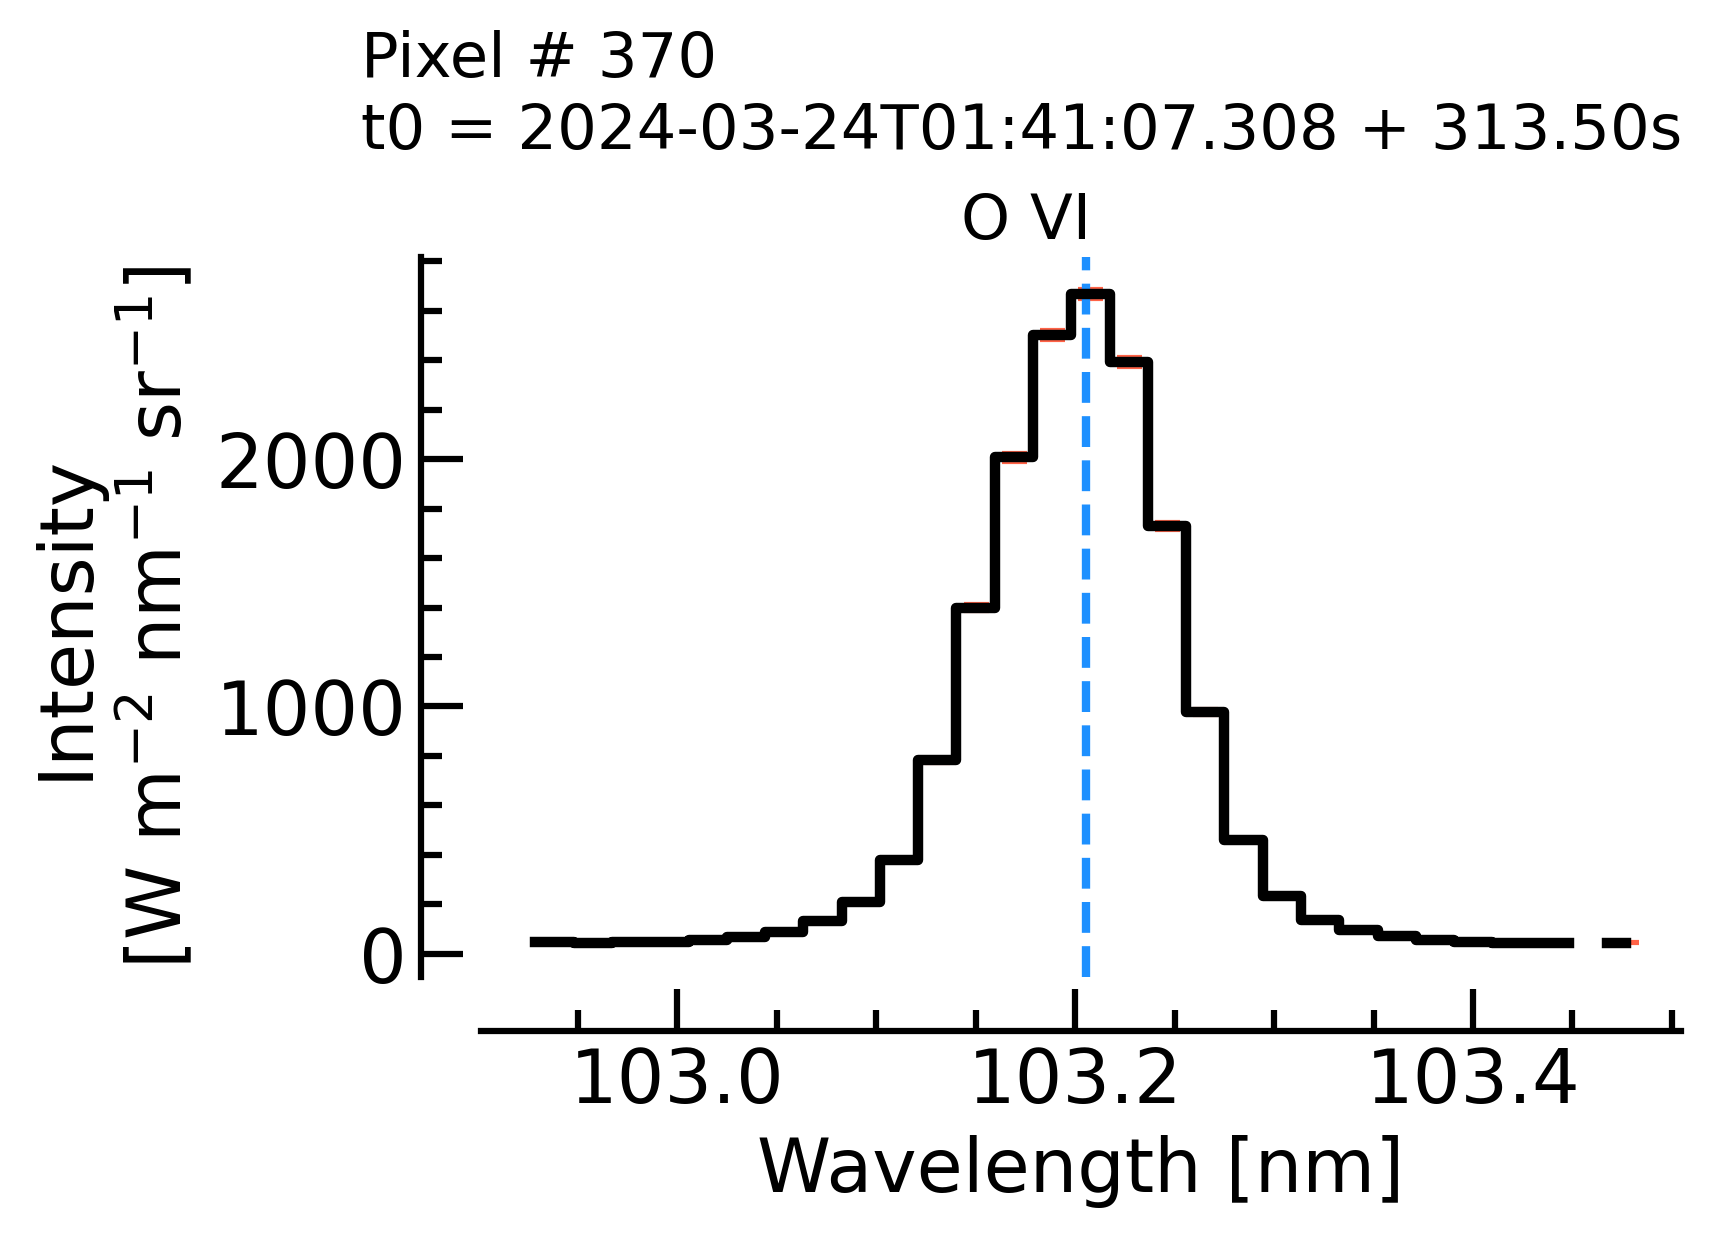 Pixel # 370
t0 = 2024-03-24T01:41:07.308 + 313.50s
O VI
Intensity
[W m⁻² nm⁻¹ sr⁻¹]
2000
1000
0
103.0 103.2 103.4
Wavelength [nm]